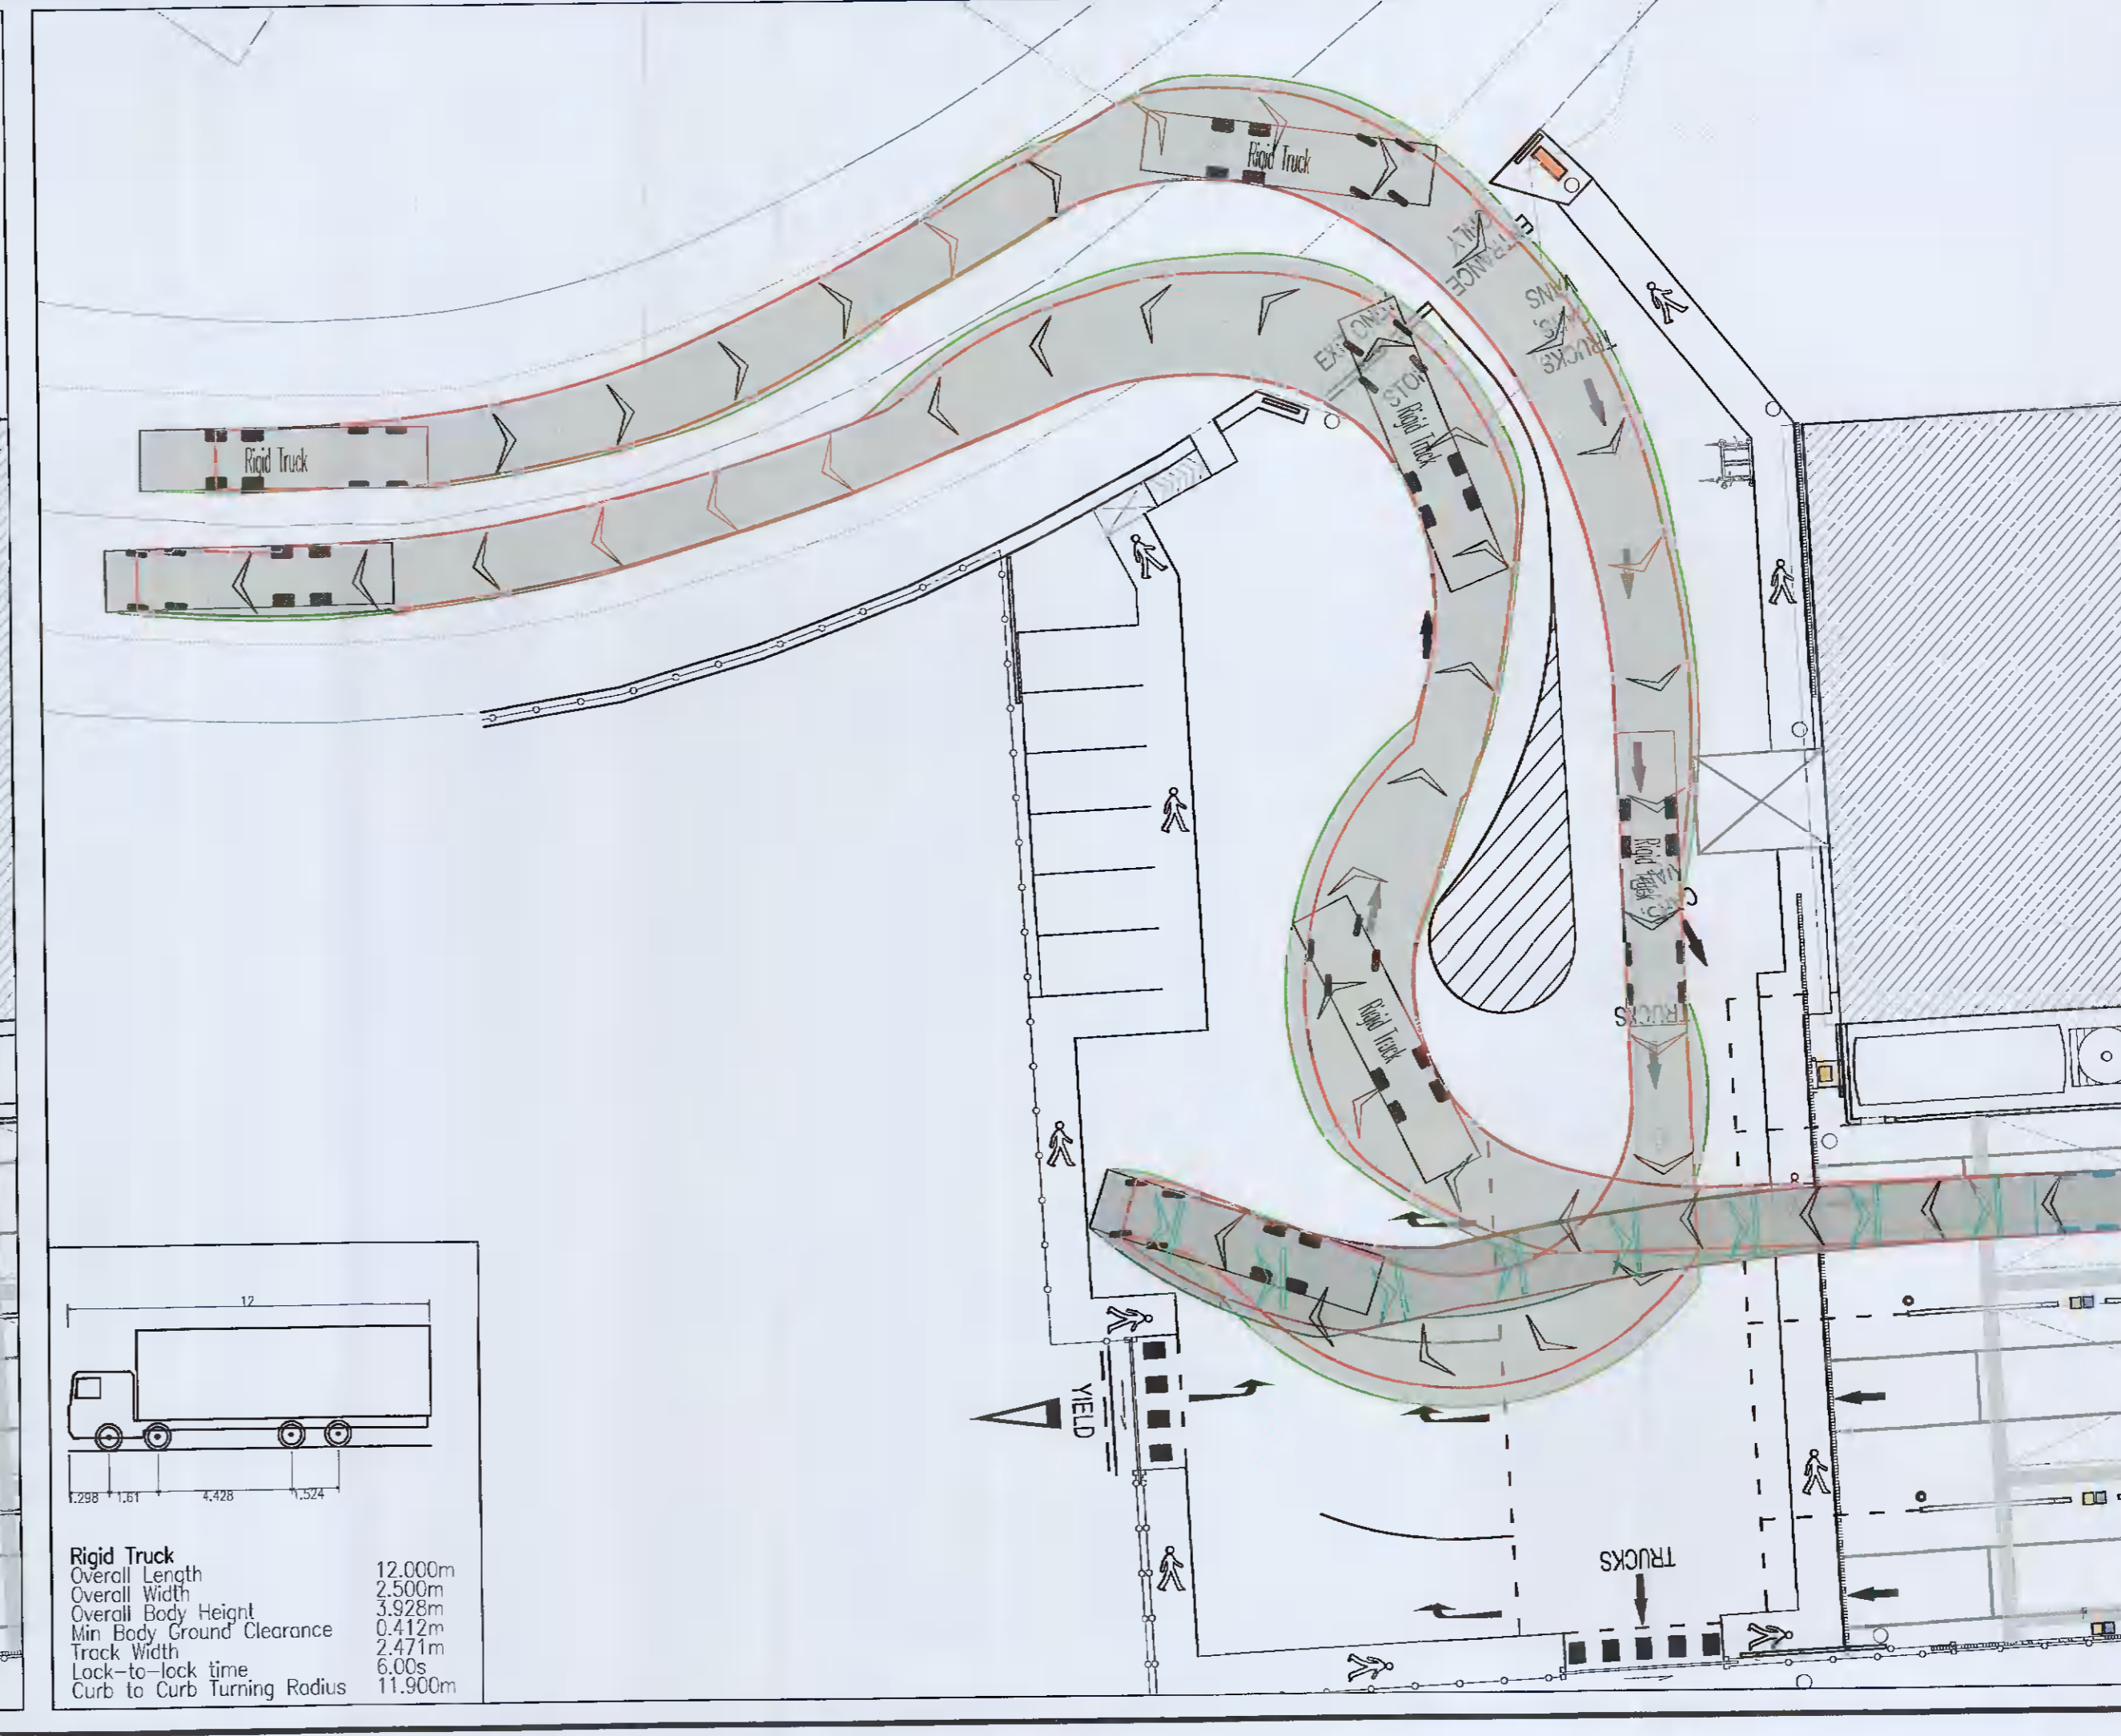 Rigid Truck
ENTRANCE
ONLY
VANS
CARS,
TRUCKS
EXIT ONLY
STOP
Rigid Truck
Rigid Truck
Rigid Truck
TRUCKS
Rigid Truck
YIELD
TRUCKS
12
1.298
1.61
4.428
1.524
Rigid Truck
Overall Length 12.000m
Overall Width 2.500m
Overall Body Height 3.928m
Min Body Ground Clearance 0.412m
Track Width 2.471m
Lock-to-lock time 6.00s
Curb to Curb Turning Radius 11.900m